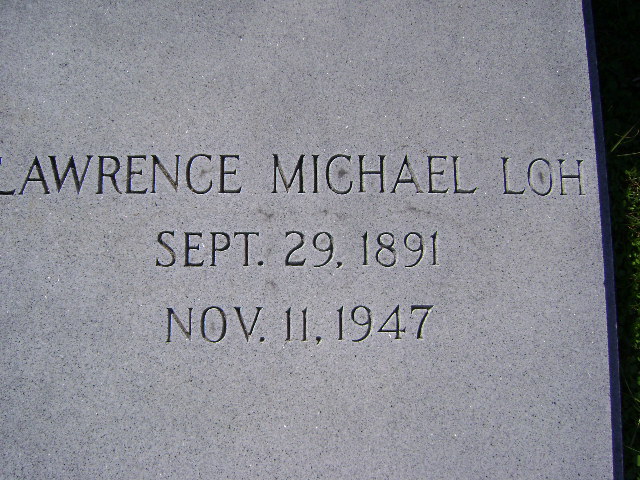 LAWRENCE MICHAEL LOH
SEPT. 29, 1891
NOV. 11, 1947